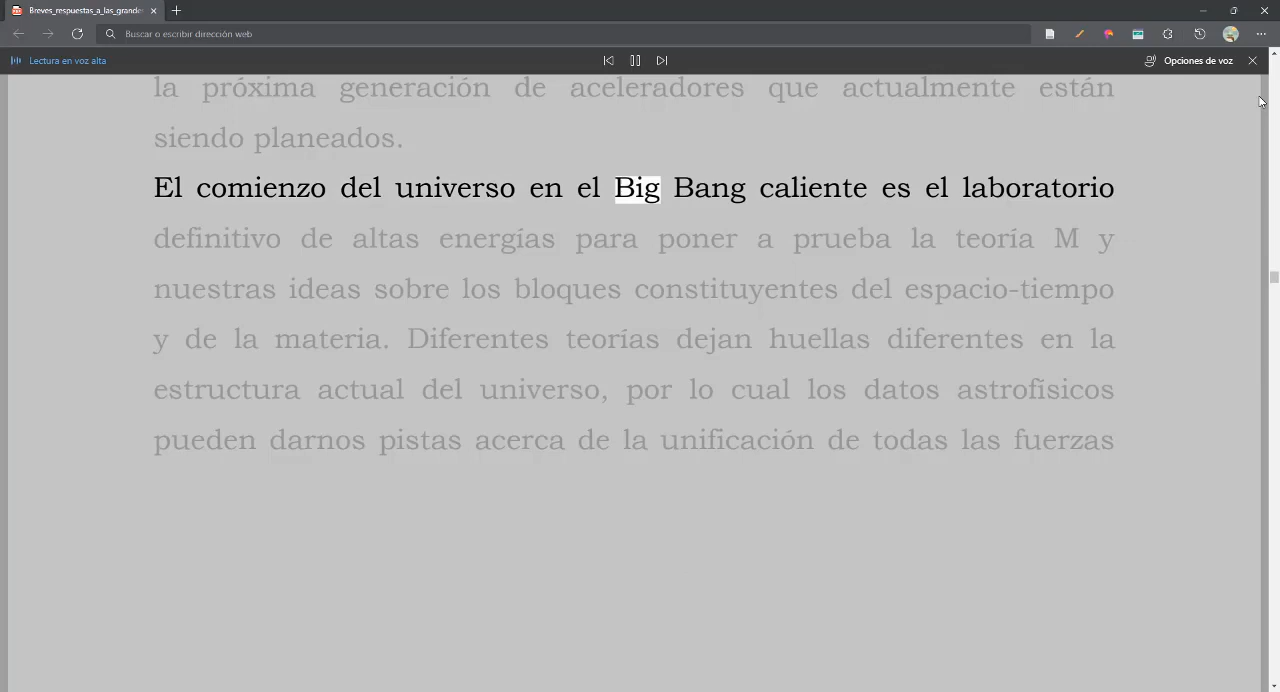 Breves_respuestas_a_las_grande
Buscar o escribir dirección web
Lectura en voz alta
Opciones de voz
la próxima generación de aceleradores que actualmente están
siendo planeados.
El comienzo del universo en el Big Bang caliente es el laboratorio
definitivo de altas energías para poner a prueba la teoría M y
nuestras ideas sobre los bloques constituyentes del espacio-tiempo
y de la materia. Diferentes teorías dejan huellas diferentes en la
estructura actual del universo, por lo cual los datos astrofísicos
pueden darnos pistas acerca de la unificación de todas las fuerzas